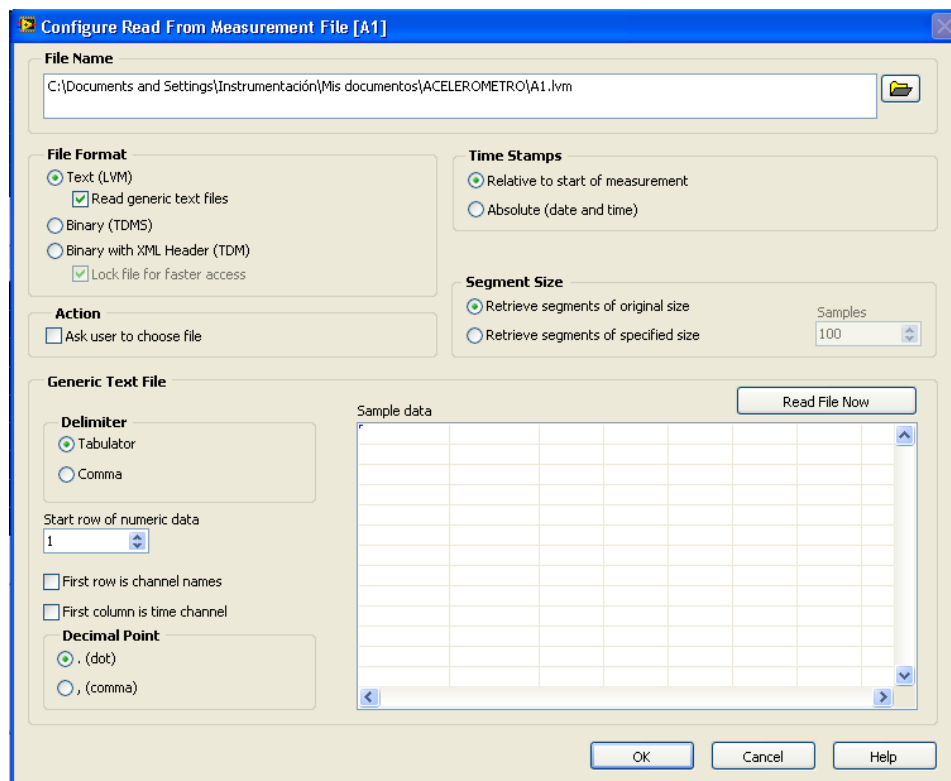 Configure Read From Measurement File [A1]
File Name
C:\Documents and Settings\Instrumentación\Mis documentos\ACELEROMETRO\A1.lvm
File Format
Text (LVM)
Read generic text files
Binary (TDMS)
Binary with XML Header (TDM)
Lock file for faster access
Time Stamps
Relative to start of measurement
Absolute (date and time)
Action
Ask user to choose file
Segment Size
Retrieve segments of original size
Retrieve segments of specified size
Samples
100
Generic Text File
Delimiter
Tabulator
Comma
Start row of numeric data
1
First row is channel names
First column is time channel
Decimal Point
. (dot)
, (comma)
Sample data
Read File Now
OK
Cancel
Help